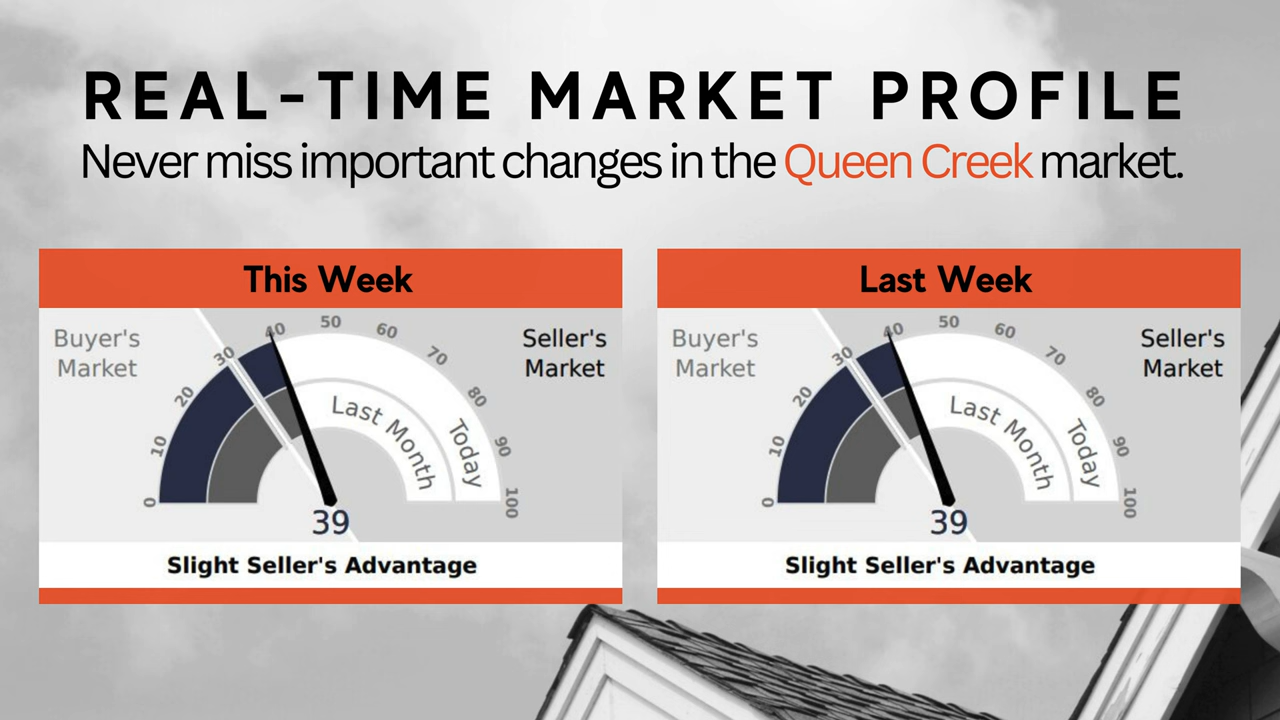 REAL-TIME MARKET PROFILE
Never miss important changes in the Queen Creek market.
This Week
Buyer's
Market
Seller's
Market
0
10
20
30
40
50
60
70
80
90
100
Last Month
Today
39
Slight Seller's Advantage
Last Week
Buyer's
Market
Seller's
Market
0
10
20
30
40
50
60
70
80
90
100
Last Month
Today
39
Slight Seller's Advantage